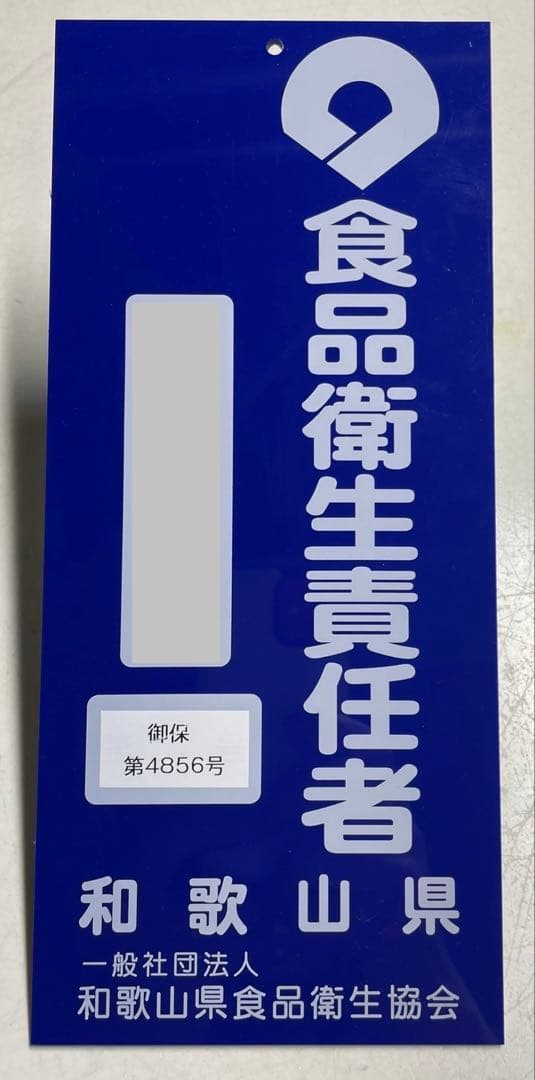 食品衛生責任者
御保
第4856号
和歌山県
一般社団法人
和歌山県食品衛生協会